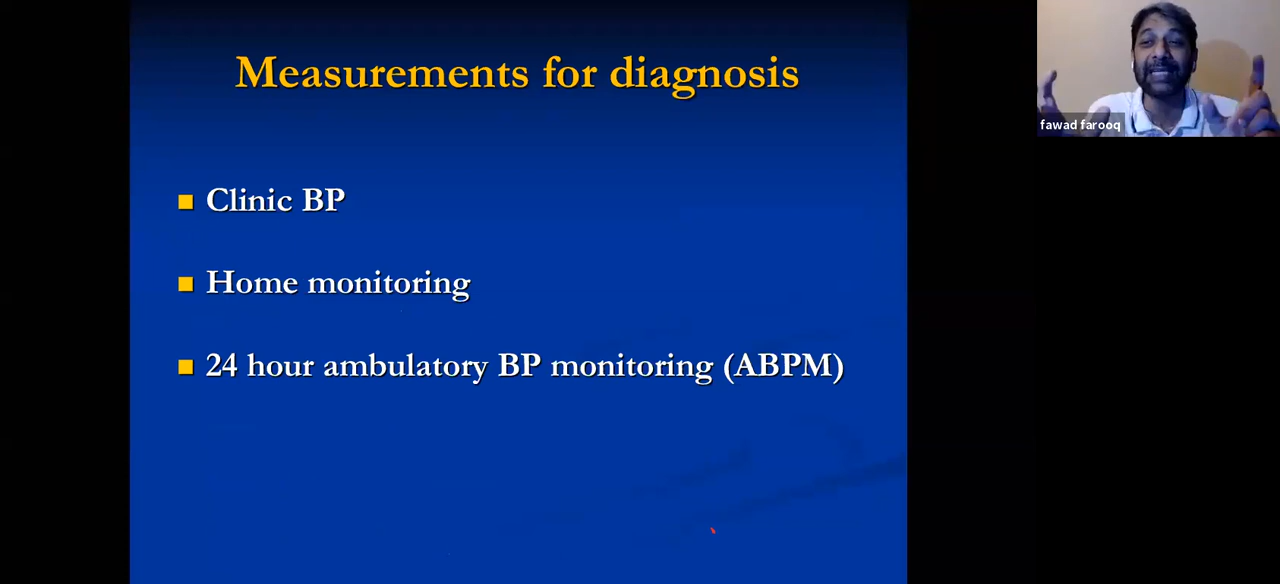 Measurements for diagnosis
Clinic BP
Home monitoring
24 hour ambulatory BP monitoring (ABPM)
fawad farooq